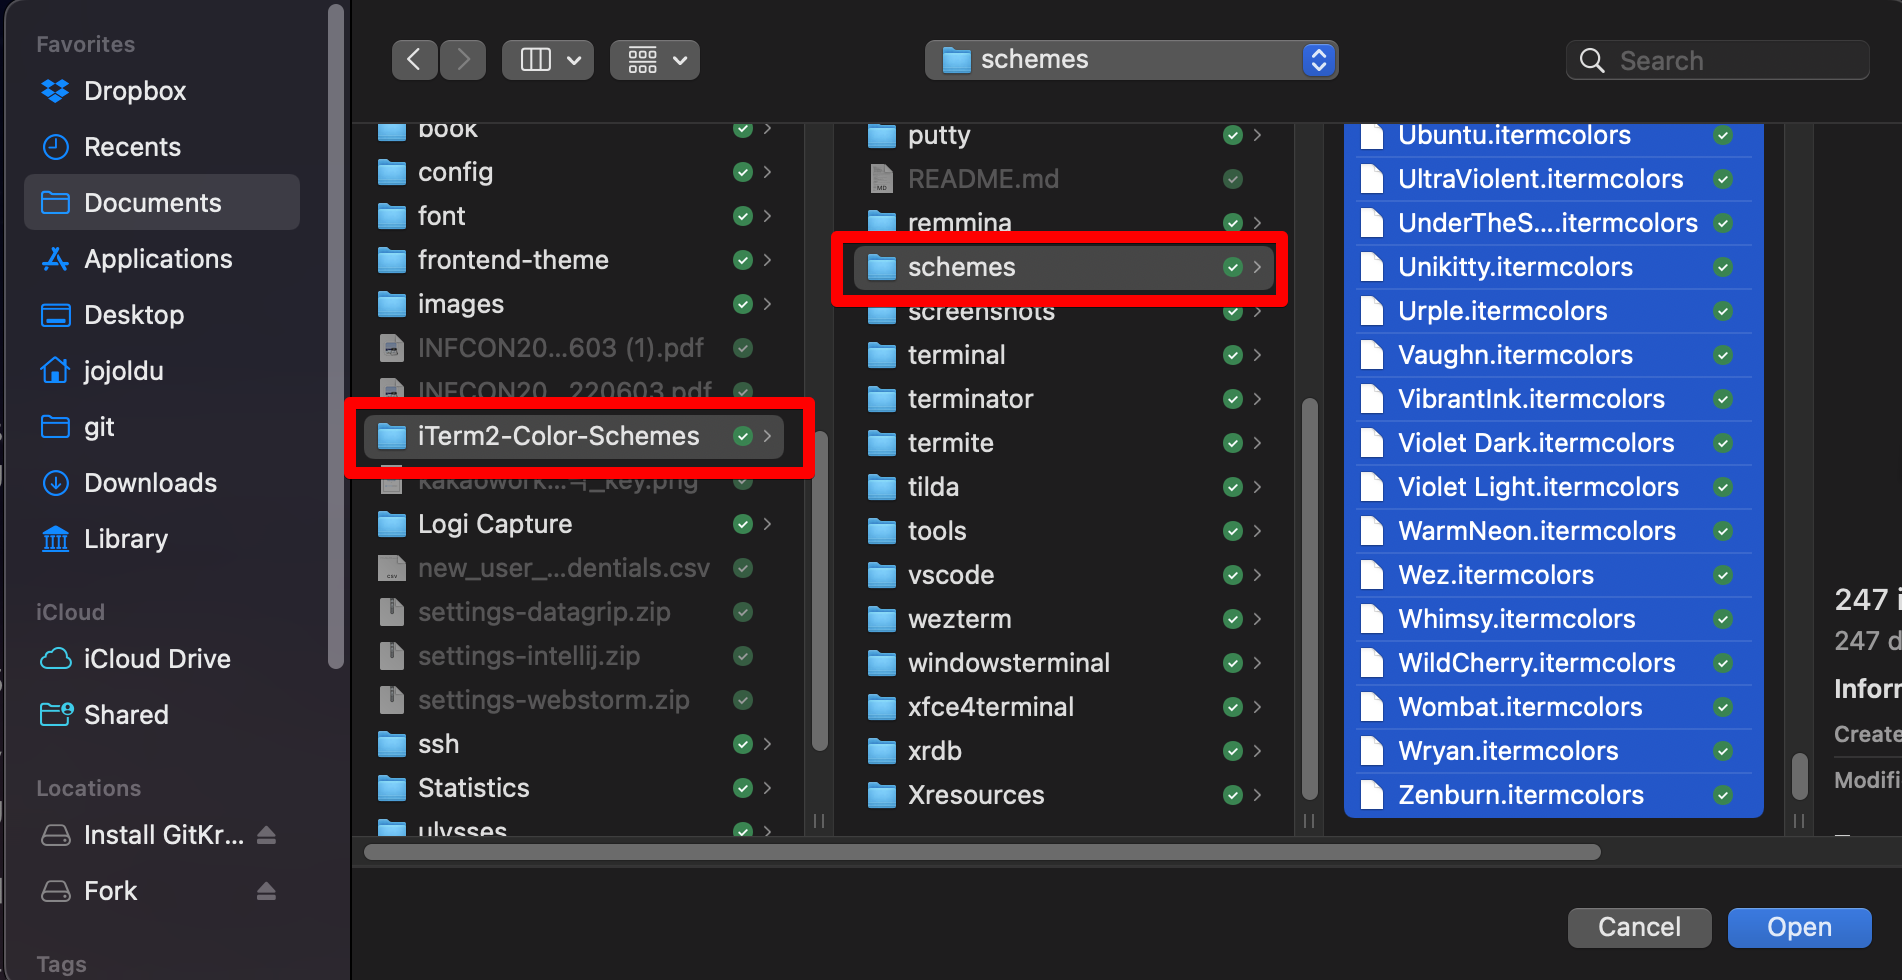 Favorites
Dropbox
Recents
Documents
Applications
Desktop
jojoldu
git
Downloads
Library
iCloud
iCloud Drive
Shared
Locations
Install GitKr...
Fork
Tags
schemes
Search
book
config
font
frontend-theme
images
INFCON20...603 (1).pdf
INFCON20...220603.pdf
iTerm2-Color-Schemes
Logi Capture
new_user_...dentials.csv
settings-datagrip.zip
settings-intellij.zip
settings-webstorm.zip
ssh
Statistics
ulysses
putty
README.md
remmina
schemes
screenshots
terminal
terminator
termite
tilda
tools
vscode
wezterm
windowsterminal
xfce4terminal
xrdb
Xresources
Ubuntu.itermcolors
UltraViolent.itermcolors
UnderTheS....itermcolors
Unikitty.itermcolors
Urple.itermcolors
Vaughn.itermcolors
VibrantInk.itermcolors
Violet Dark.itermcolors
Violet Light.itermcolors
WarmNeon.itermcolors
Wez.itermcolors
Whimsy.itermcolors
WildCherry.itermcolors
Wombat.itermcolors
Wryan.itermcolors
Zenburn.itermcolors
247 i
247 d
Infor
Create
Modifi
Cancel
Open